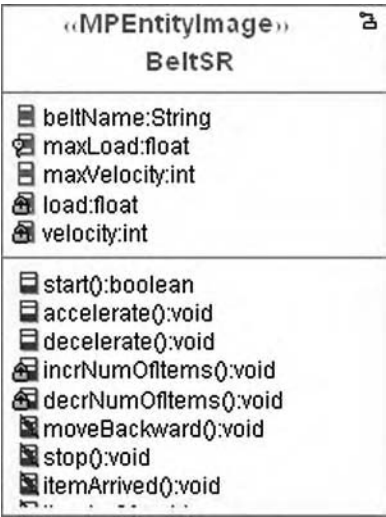 «MPEntityImage»
BeltSR
beltName:String
maxLoad:float
maxVelocity:int
load:float
velocity:int
start():boolean
accelerate():void
decelerate():void
incrNumOfItems():void
decrNumOfItems():void
moveBackward():void
stop():void
itemArrived():void